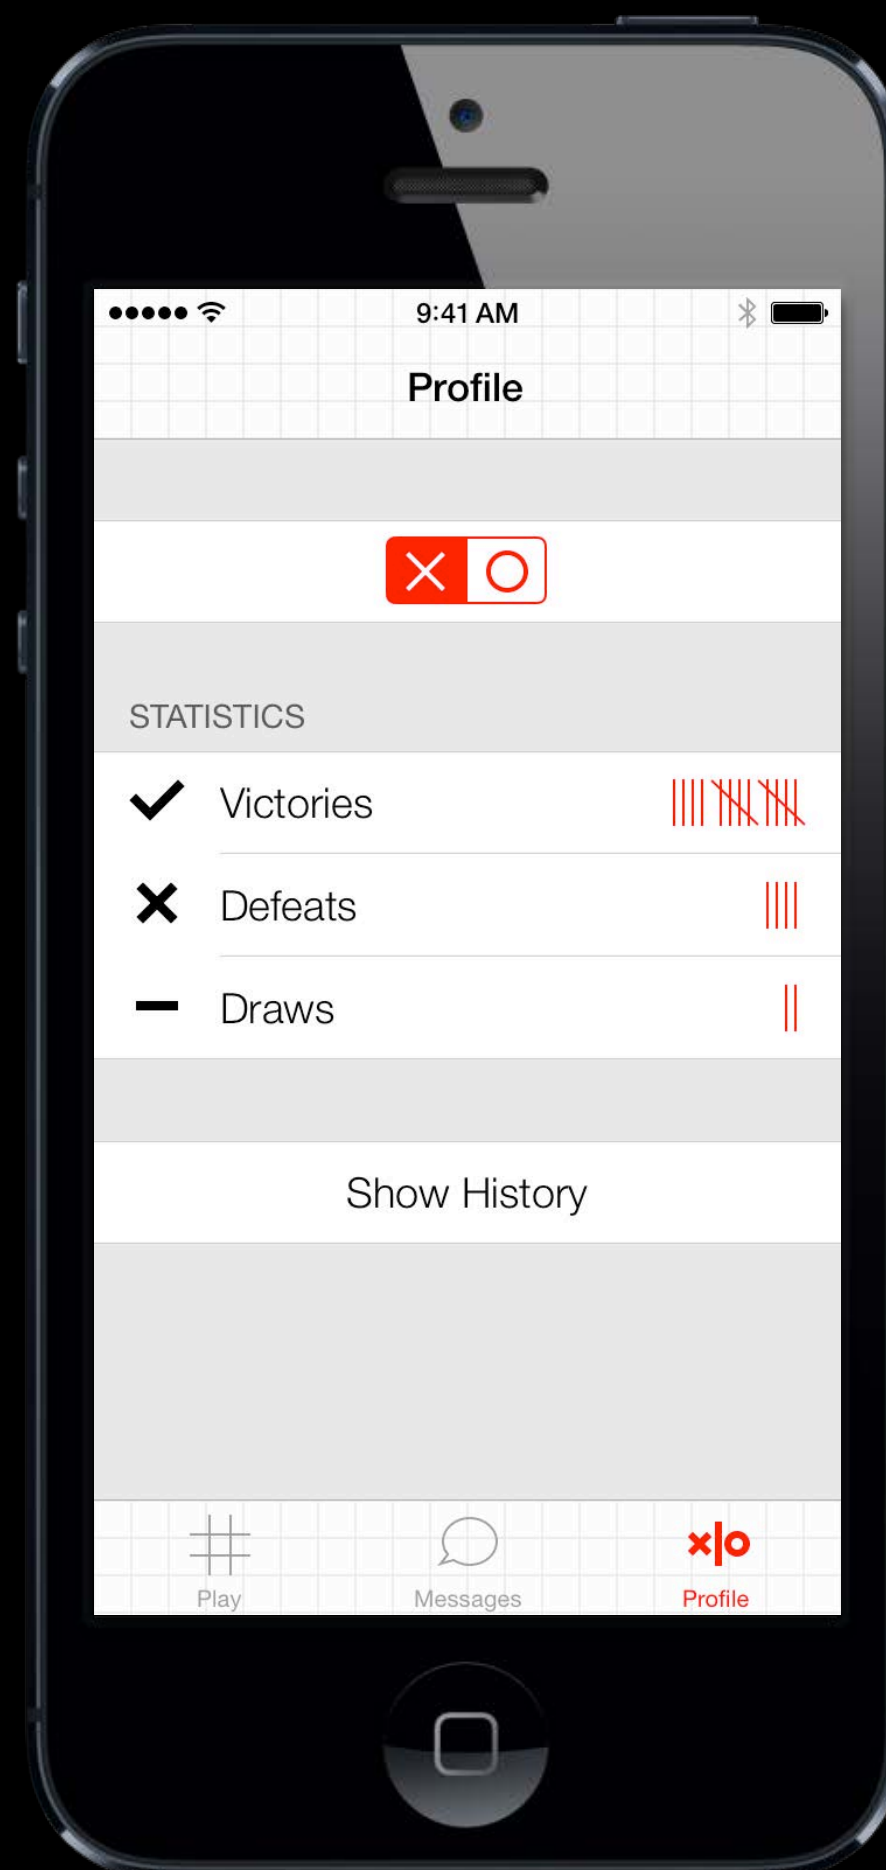 9:41 AM
Profile
STATISTICS
Victories
Defeats
Draws
Show History
Play
Messages
x|o
Profile